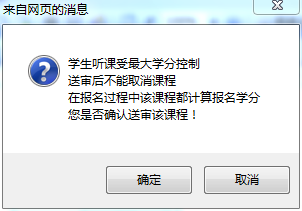 来自网页的消息
学生听课受最大学分控制
送审后不能取消课程
在报名过程中该课程都计算报名学分
您是否确认送审该课程！
确定
取消